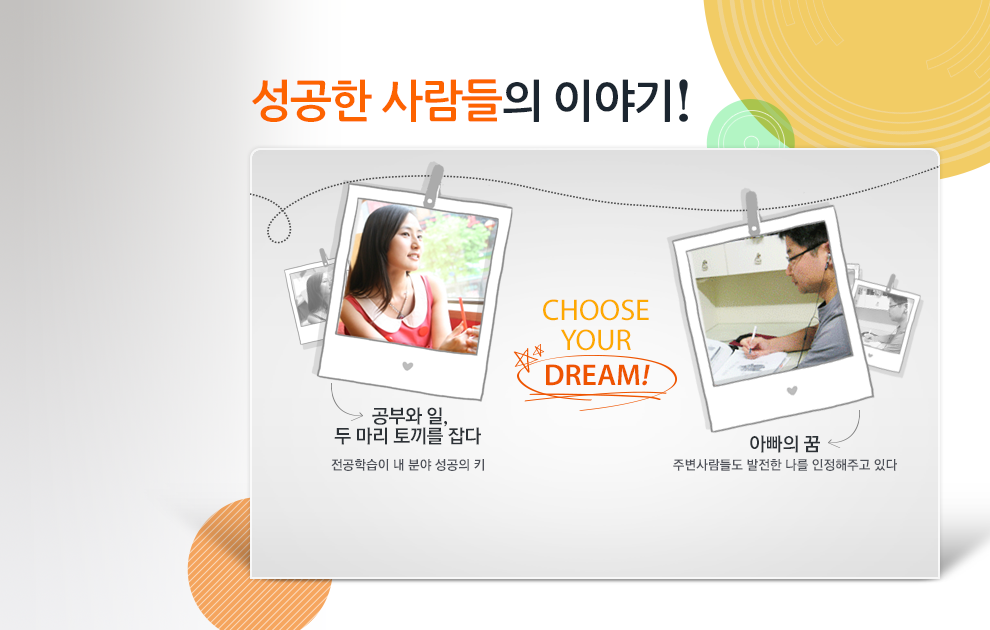 성공한 사람들의 이야기!
CHOOSE
YOUR
DREAM!
공부와 일,
두 마리 토끼를 잡다
전공학습이 내 분야 성공의 키
아빠의 꿈
주변사람들도 발전한 나를 인정해주고 있다